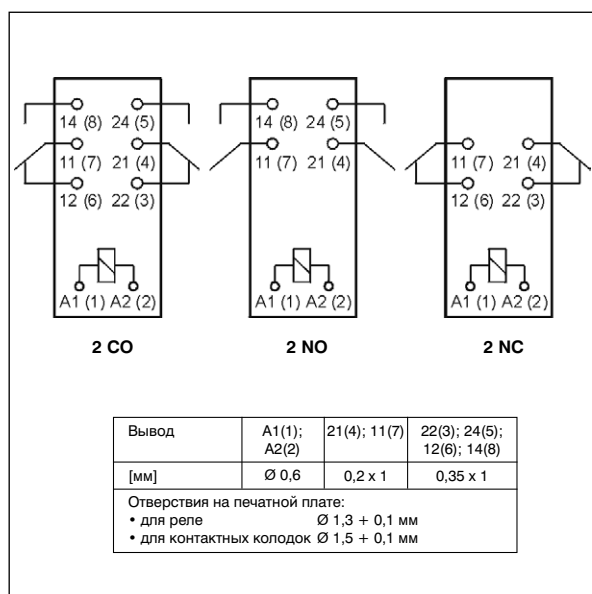 14 (8) 24 (5)
11 (7) 21 (4)
12 (6) 22 (3)
A1 (1) A2 (2)
2 CO
14 (8) 24 (5)
11 (7) 21 (4)
A1 (1) A2 (2)
2 NO
11 (7) 21 (4)
12 (6) 22 (3)
A1 (1) A2 (2)
2 NC
Вывод A1(1); A2(2) 21(4); 11(7) 22(3); 24(5); 12(6); 14(8)
[мм] Ø 0,6 0,2 x 1 0,35 x 1
Отверстия на печатной плате:
• для реле Ø 1,3 + 0,1 мм
• для контактных колодок Ø 1,5 + 0,1 мм